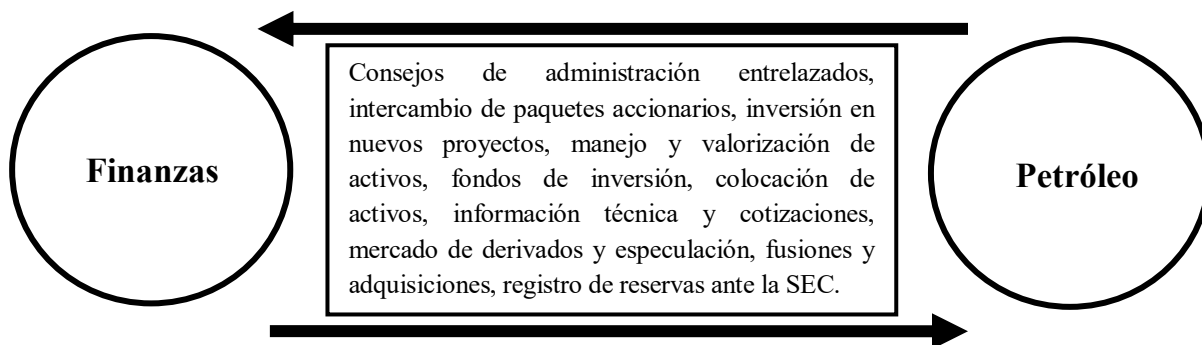 Finanzas
Consejos de administración entrelazados,
intercambio de paquetes accionarios, inversión en
nuevos proyectos, manejo y valorización de
activos, fondos de inversión, colocación de
activos, información técnica y cotizaciones,
mercado de derivados y especulación, fusiones y
adquisiciones, registro de reservas ante la SEC.
Petróleo